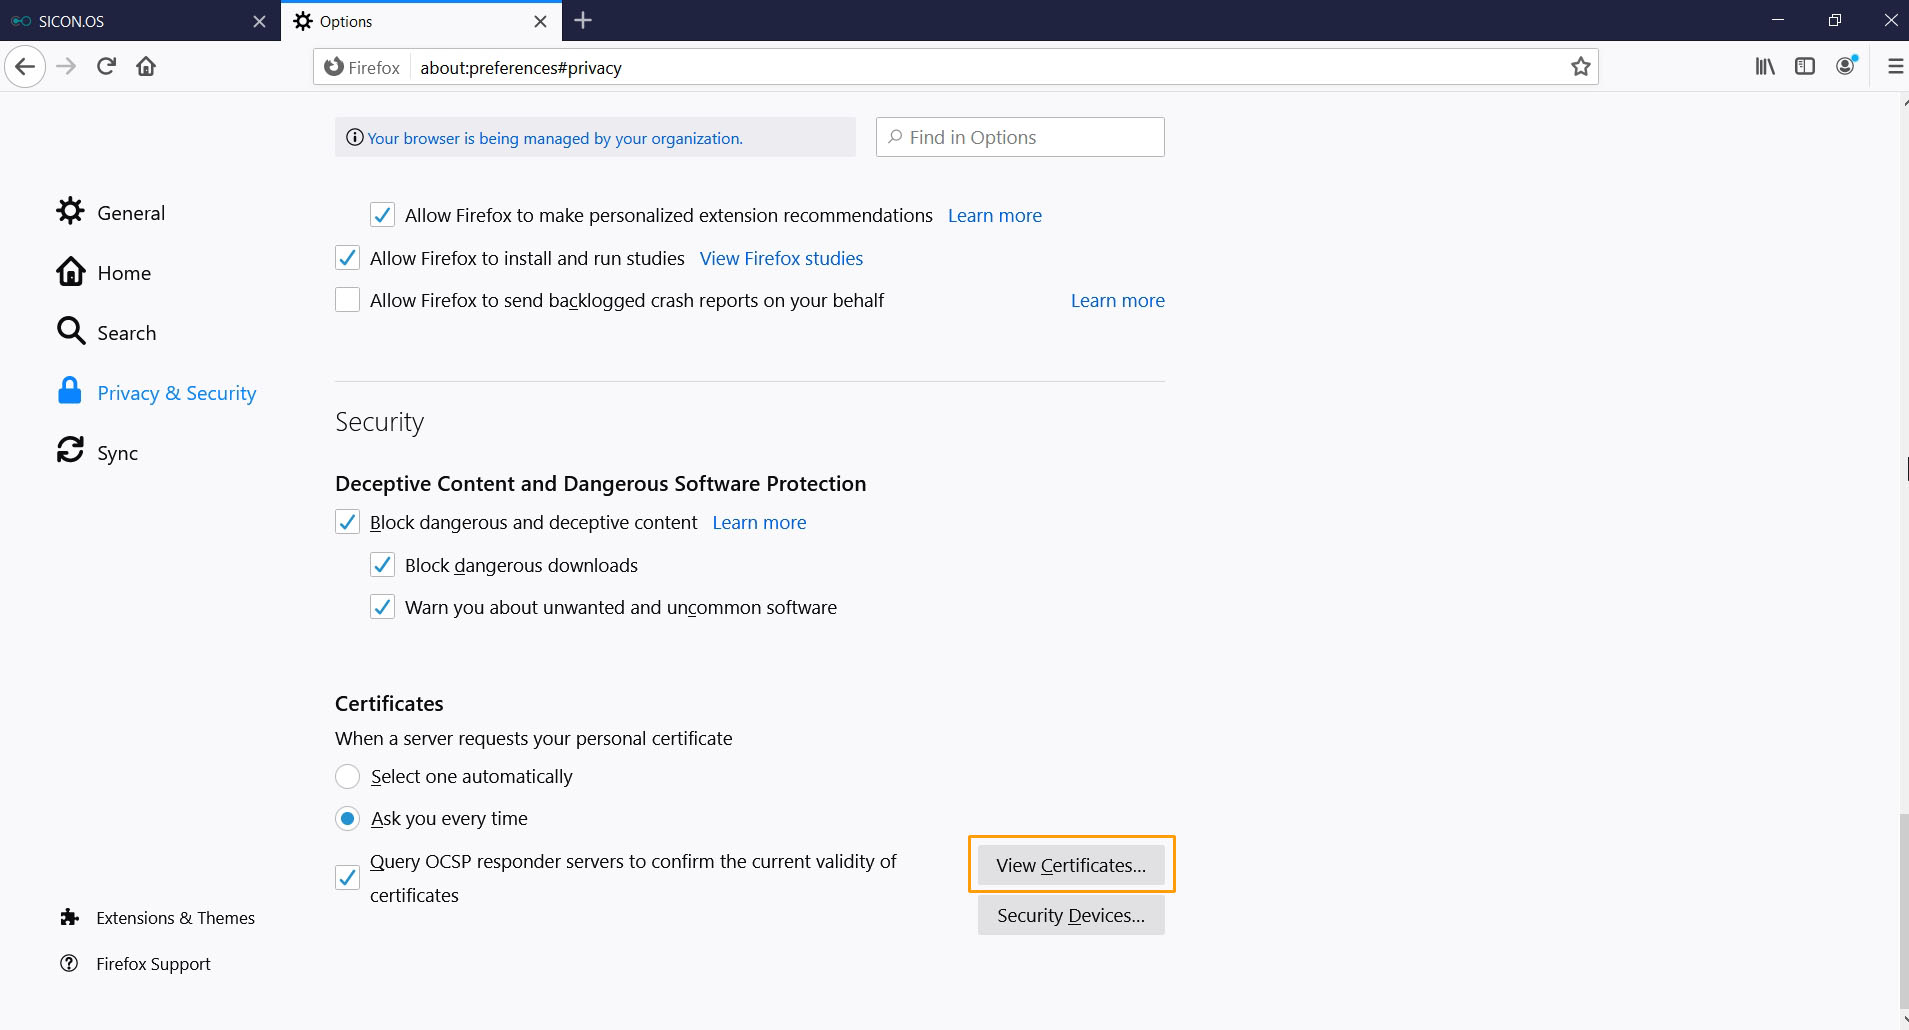 SICON.OS
Options
Firefox
about:preferences#privacy
Your browser is being managed by your organization.
Find in Options
General
Home
Search
Privacy & Security
Sync
Allow Firefox to make personalized extension recommendations Learn more
Allow Firefox to install and run studies View Firefox studies
Allow Firefox to send backlogged crash reports on your behalf Learn more
Security
Deceptive Content and Dangerous Software Protection
Block dangerous and deceptive content Learn more
Block dangerous downloads
Warn you about unwanted and uncommon software
Certificates
When a server requests your personal certificate
Select one automatically
Ask you every time
Query OCSP responder servers to confirm the current validity of
certificates
View Certificates...
Security Devices...
Extensions & Themes
Firefox Support